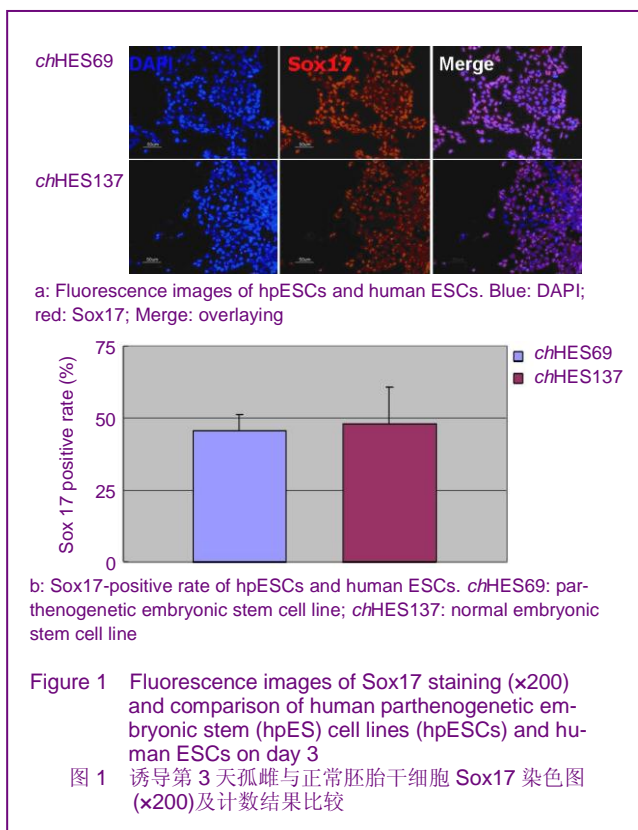 chHES69
DAPI
Sox17
Merge
chHES137
a: Fluorescence images of hpESCs and human ESCs. Blue: DAPI;
red: Sox17; Merge: overlaying
75
50
25
0
Sox 17 positive rate (%)
chHES69
chHES137
b: Sox17-positive rate of hpESCs and human ESCs. chHES69: par-
thenogenetic embryonic stem cell line; chHES137: normal embryonic
stem cell line
Figure 1 Fluorescence images of Sox17 staining (×200)
and comparison of human parthenogenetic em-
bryonic stem (hpES) cell lines (hpESCs) and hu-
man ESCs on day 3
图 1 诱导第 3 天孤雌与正常胚胎干细胞 Sox17 染色图
(×200)及计数结果比较